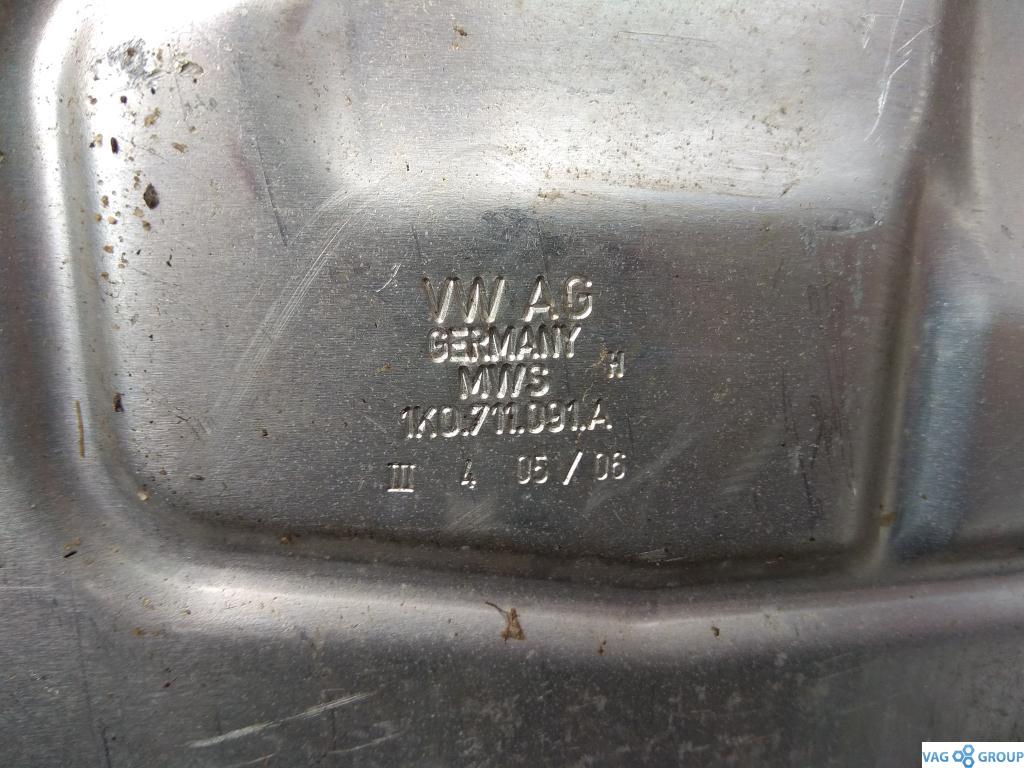 VW AG
GERMANY
MWS H
1K0.711.091.A
III 4 05/06
VAG GROUP